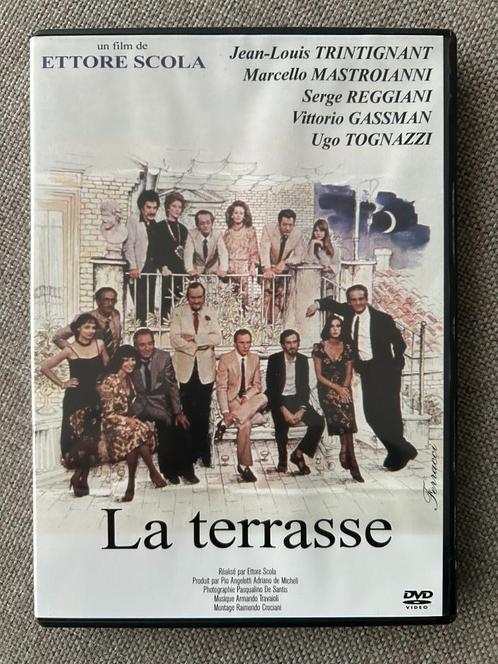 un film de
ETTORE SCOLA
Jean-Louis TRINTIGNANT
Marcello MASTROIANNI
Serge REGGIANI
Vittorio GASSMAN
Ugo TOGNAZZI
Ferracci
La terrasse
Réalisé par Ettore Scola
Produit par Pio Angeletti Adriano de Micheli
Photographie Pasqualino De Santis
Musique Armando Travaioli
Montage Raimondo Crociani
DVD
VIDEO